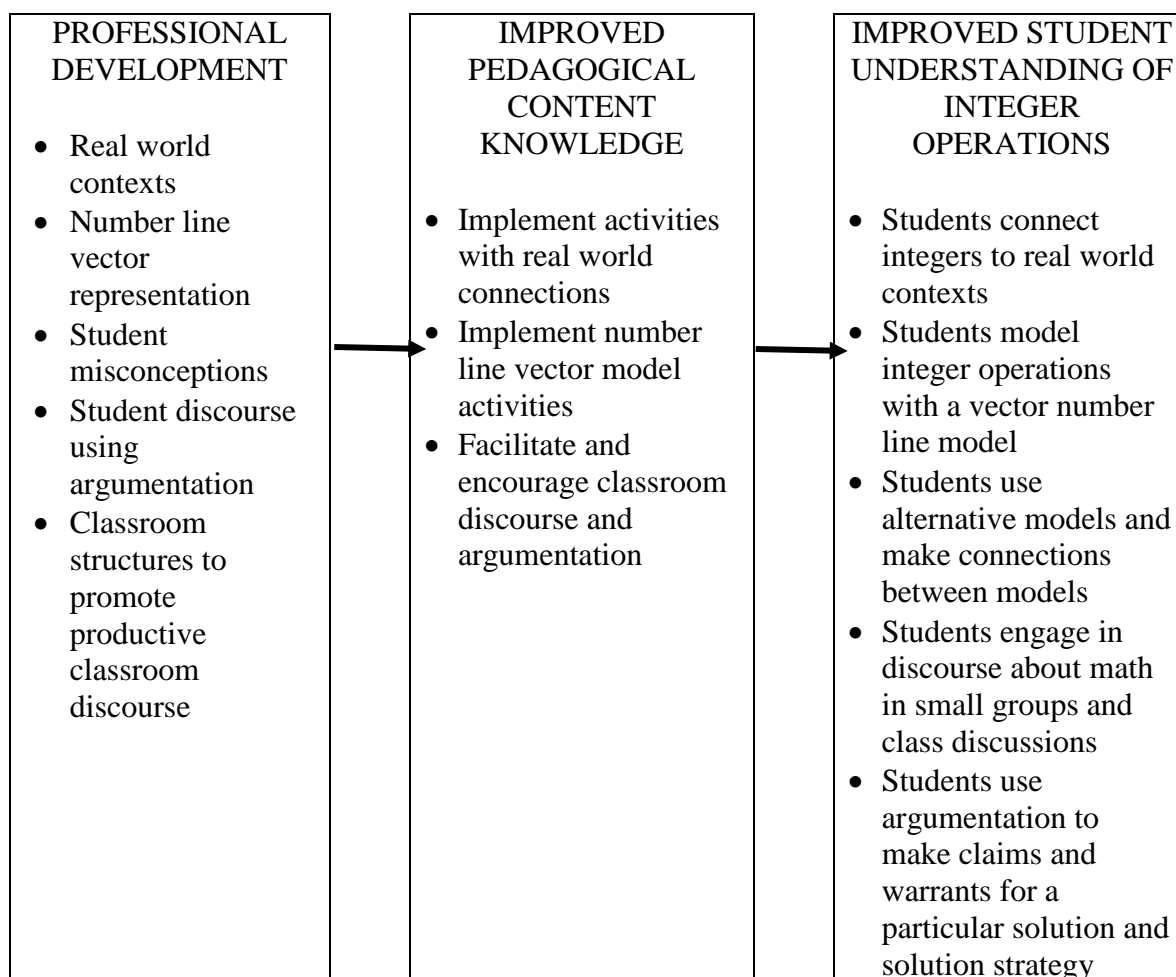 PROFESSIONAL
DEVELOPMENT
• Real world
contexts
• Number line
vector
representation
• Student
misconceptions
• Student discourse
using
argumentation
• Classroom
structures to
promote
productive
classroom
discourse
IMPROVED
PEDAGOGICAL
CONTENT
KNOWLEDGE
• Implement activities
with real world
connections
• Implement number
line vector model
activities
• Facilitate and
encourage classroom
discourse and
argumentation
IMPROVED STUDENT
UNDERSTANDING OF
INTEGER
OPERATIONS
• Students connect
integers to real world
contexts
• Students model
integer operations
with a vector number
line model
• Students use
alternative models and
make connections
between models
• Students engage in
discourse about math
in small groups and
class discussions
• Students use
argumentation to
make claims and
warrants for a
particular solution and
solution strategy